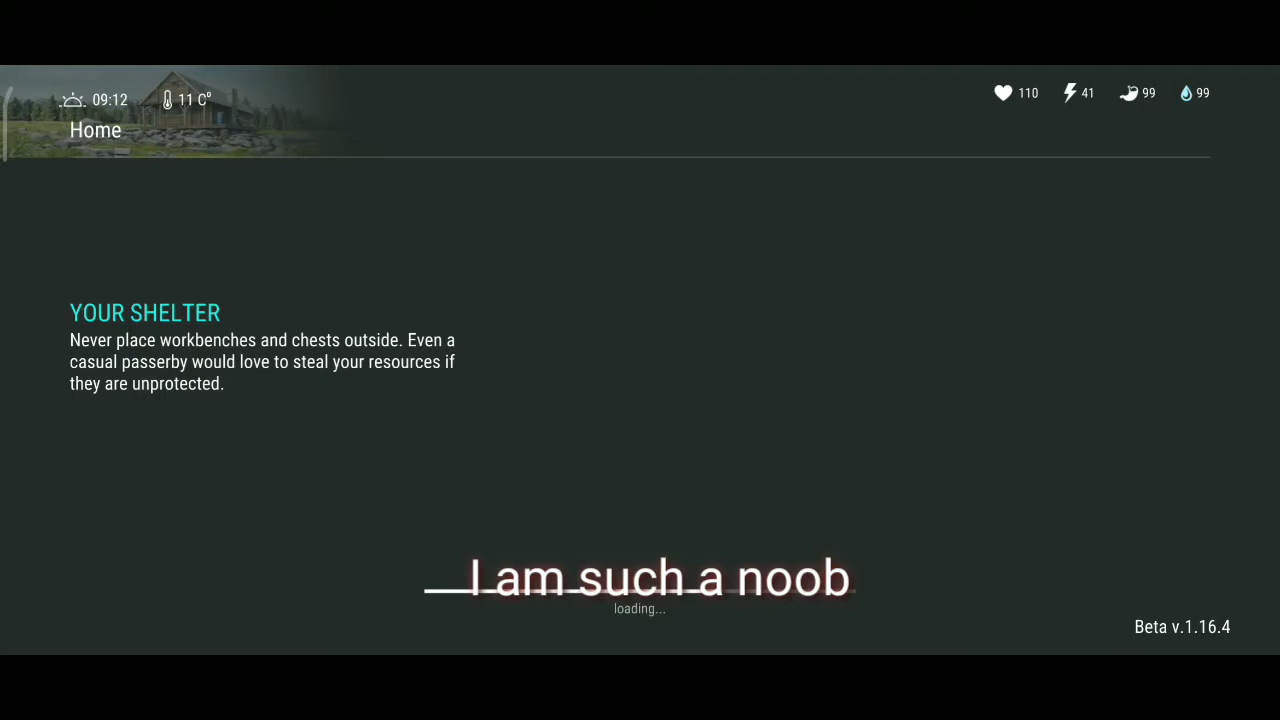 09:12 11 C° 110 41 99 99
Home
YOUR SHELTER
Never place workbenches and chests outside. Even a
casual passerby would love to steal your resources if
they are unprotected.
I am such a noob
loading...
Beta v.1.16.4